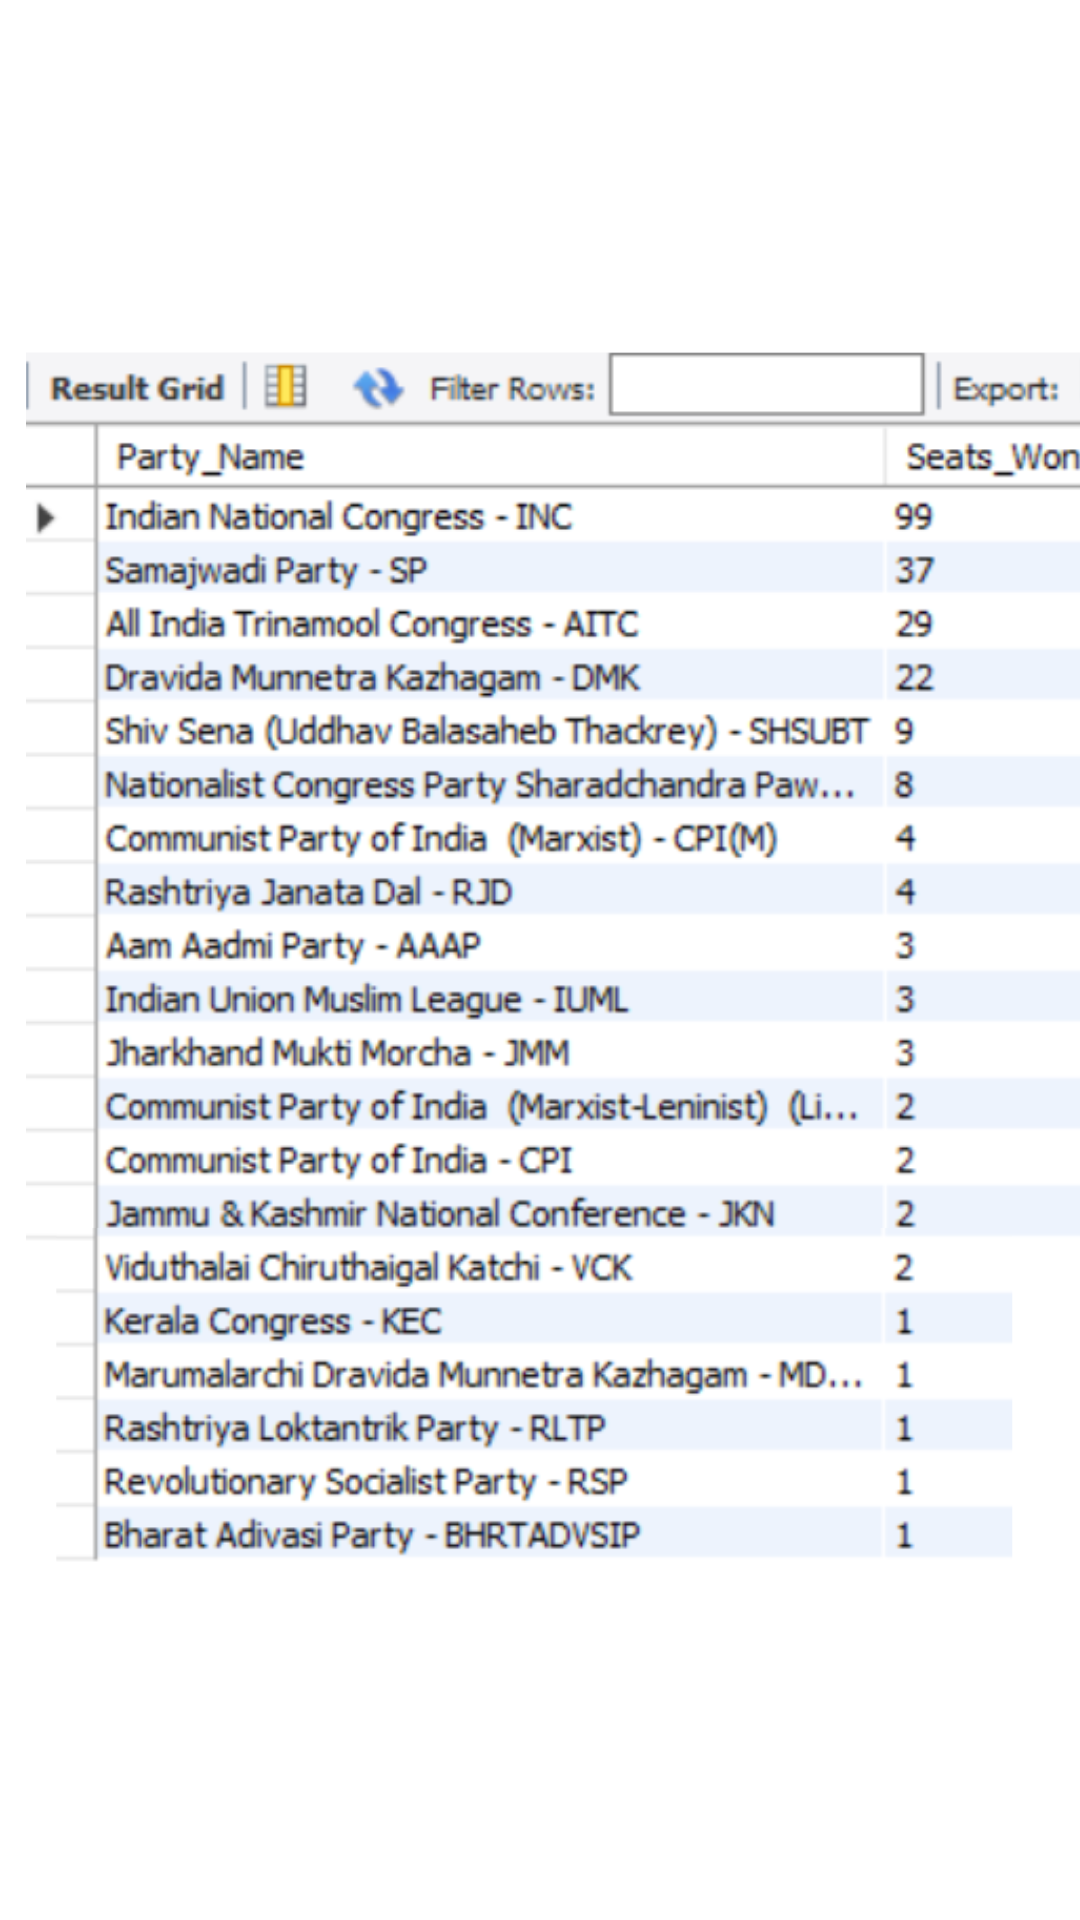 Result Grid Filter Rows: Export:
Party_Name Seats_Won
Indian National Congress - INC 99
Samajwadi Party - SP 37
All India Trinamool Congress - AITC 29
Dravida Munnetra Kazhagam - DMK 22
Shiv Sena (Uddhav Balasaheb Thackrey) - SHSUBT 9
Nationalist Congress Party Sharadchandra Paw... 8
Communist Party of India  (Marxist) - CPI(M) 4
Rashtriya Janata Dal - RJD 4
Aam Aadmi Party - AAAP 3
Indian Union Muslim League - IUML 3
Jharkhand Mukti Morcha - JMM 3
Communist Party of India  (Marxist-Leninist)  (Li... 2
Communist Party of India - CPI 2
Jammu & Kashmir National Conference - JKN 2
Viduthalai Chiruthaigal Katchi - VCK 2
Kerala Congress - KEC 1
Marumalarchi Dravida Munnetra Kazhagam - MD... 1
Rashtriya Loktantrik Party - RLTP 1
Revolutionary Socialist Party - RSP 1
Bharat Adivasi Party - BHRTADVSIP 1